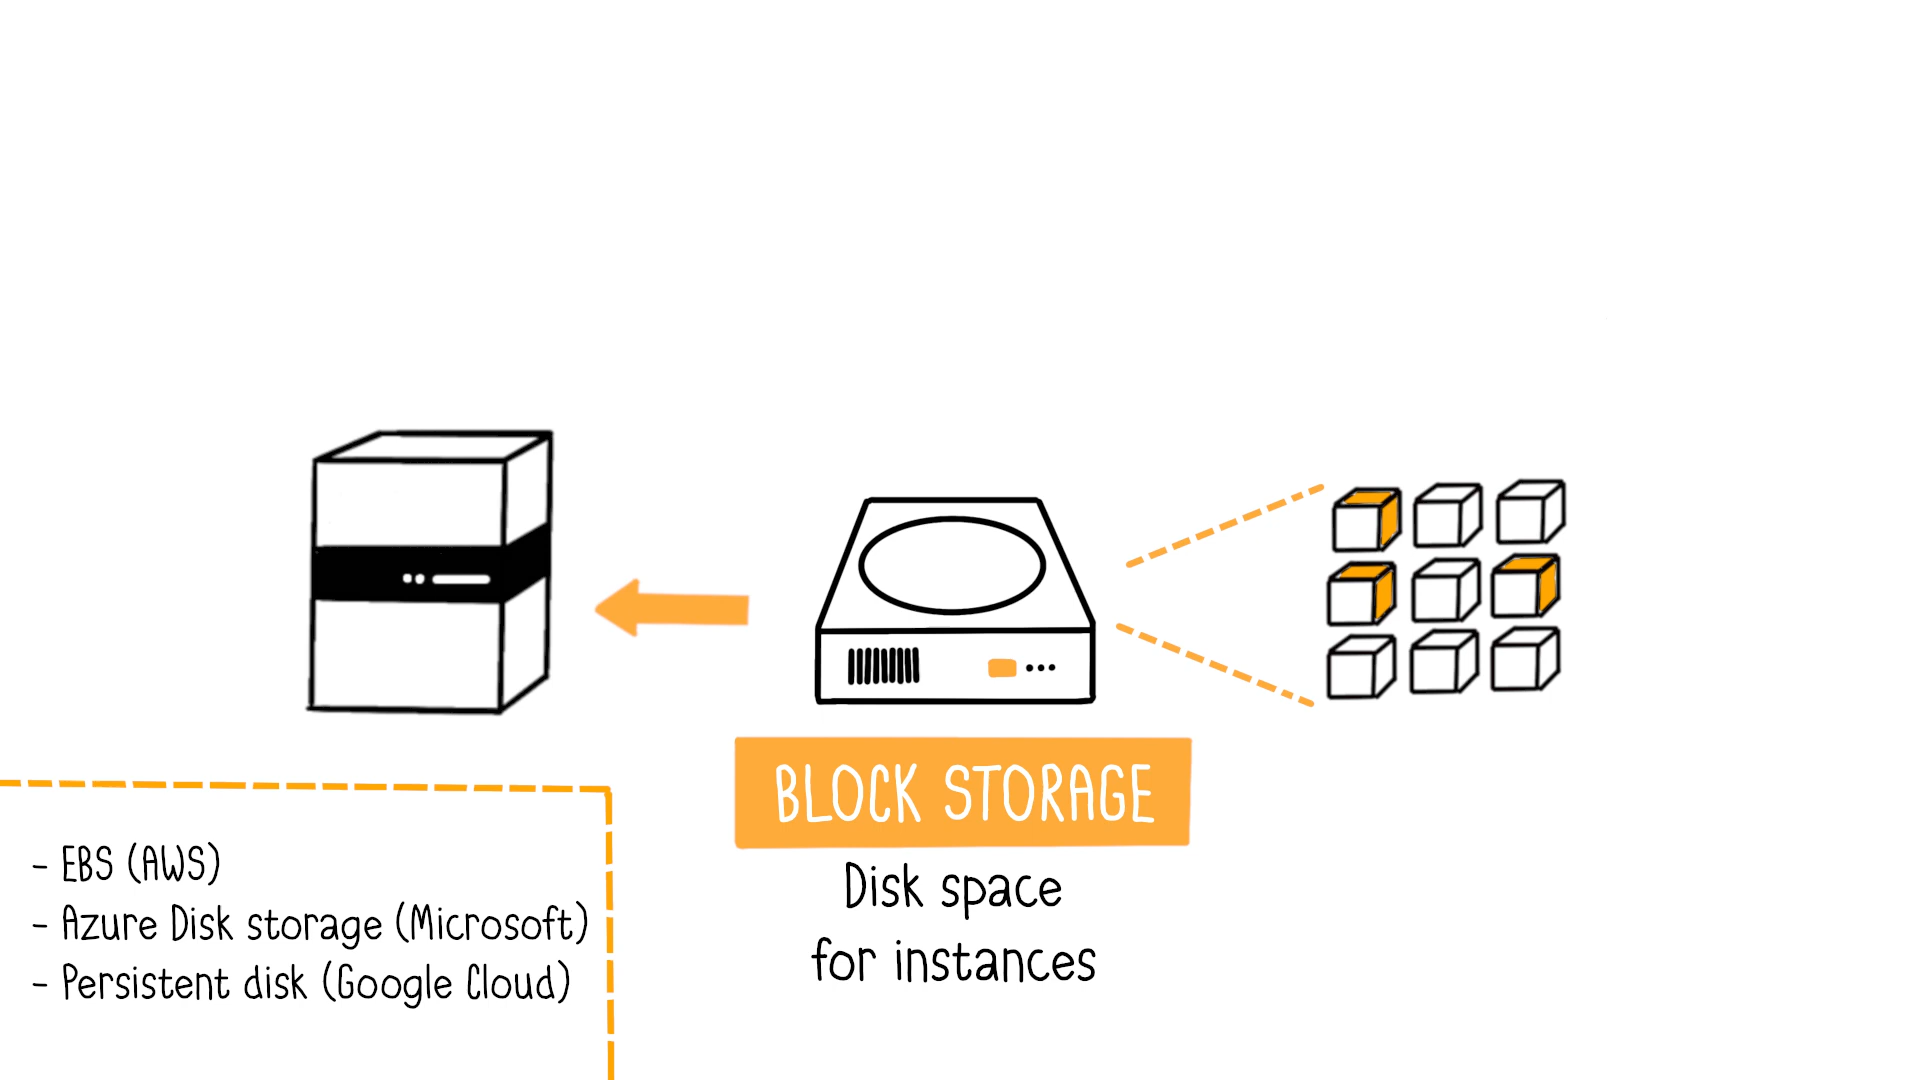 BLOCK STORAGE
Disk space
for instances
- EBS (AWS)
- Azure Disk storage (Microsoft)
- Persistent disk (Google Cloud)